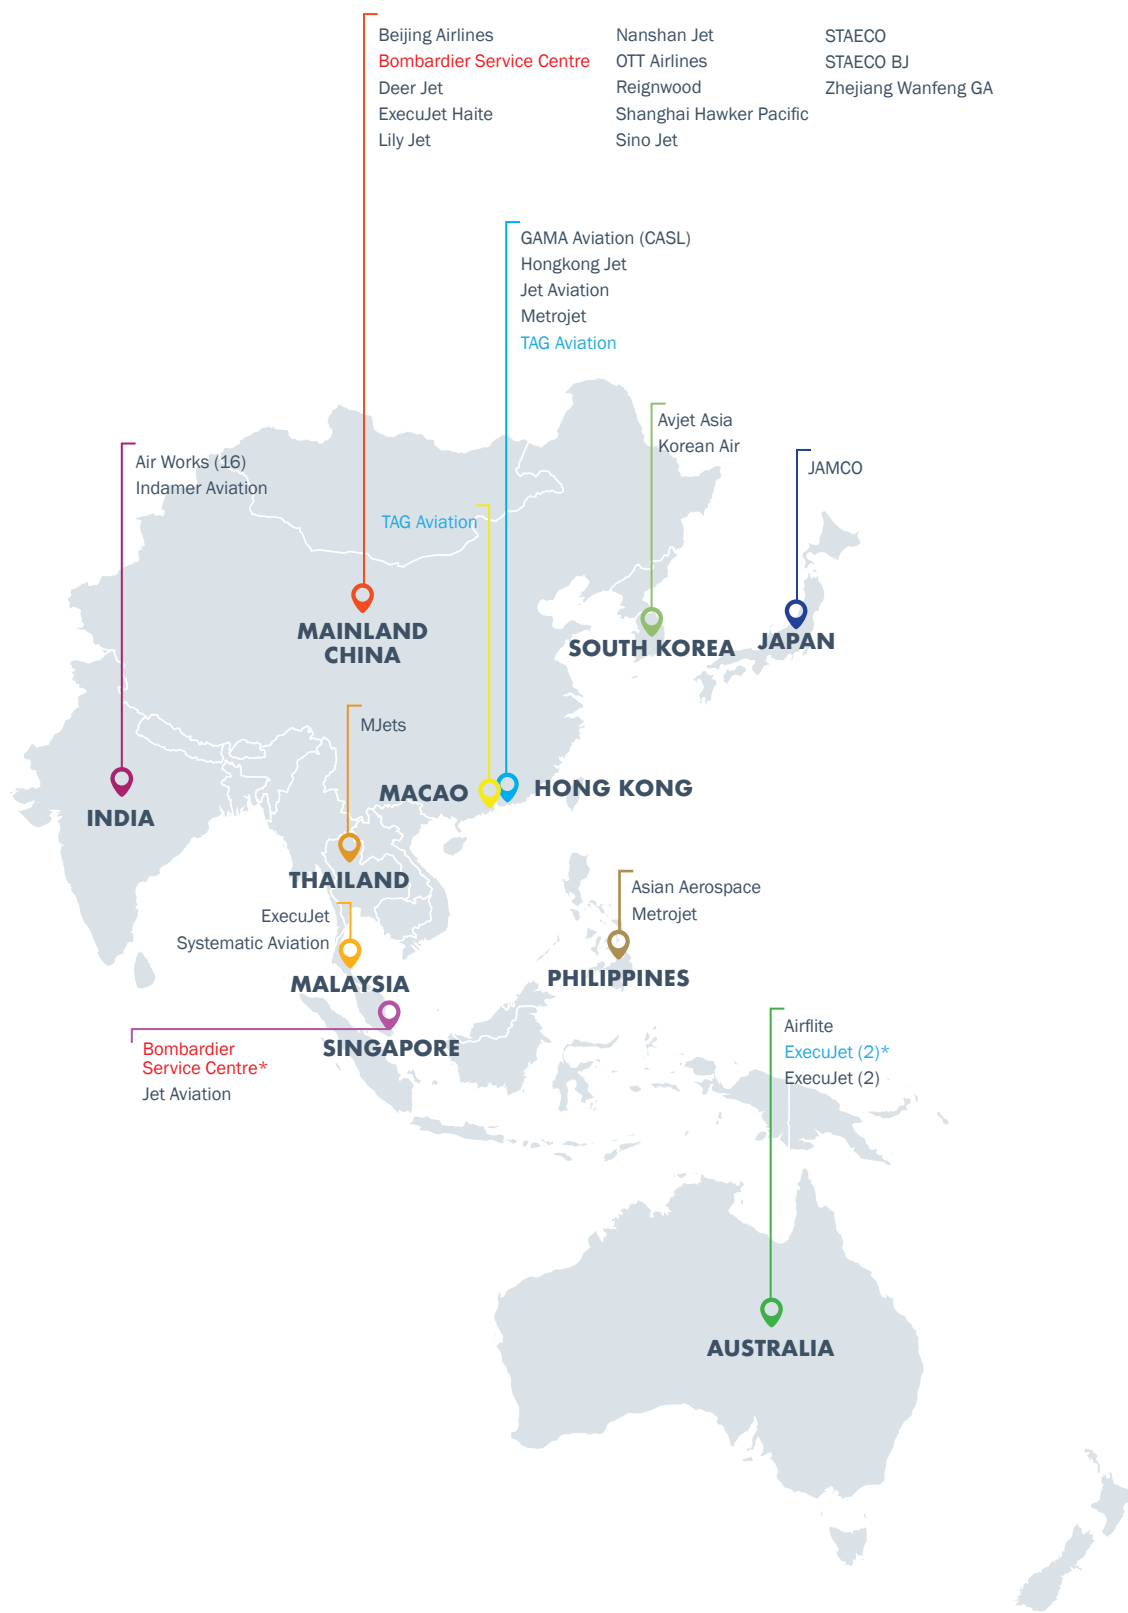 Beijing Airlines
Bombardier Service Centre
Deer Jet
ExecuJet Haite
Lily Jet
Nanshan Jet
OTT Airlines
Reignwood
Shanghai Hawker Pacific
Sino Jet
STAECO
STAECO BJ
Zhejiang Wanfeng GA
GAMA Aviation (CASL)
Hongkong Jet
Jet Aviation
Metrojet
TAG Aviation
Avjet Asia
Korean Air
Air Works (16)
Indamer Aviation
JAMCO
TAG Aviation
MAINLAND
CHINA
SOUTH KOREA
JAPAN
MJets
MACAO
HONG KONG
INDIA
THAILAND
Asian Aerospace
Metrojet
ExecuJet
Systematic Aviation
MALAYSIA
PHILIPPINES
Airflite
ExecuJet (2)*
ExecuJet (2)
SINGAPORE
Bombardier
Service Centre*
Jet Aviation
AUSTRALIA